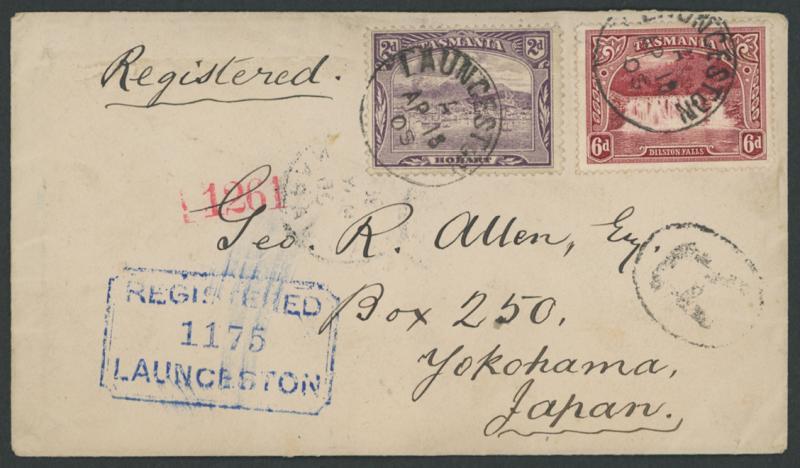 Registered.
2d TASMANIA 2d
HOBART
LAUNCESTON
AP 18
05
TASMANIA
6d 6d
DILSTON FALLS
LAUNCESTON
1261
Geo. R. Allen, Esq.
Box 250,
Yokohama,
Japan.
REGISTERED
1175
LAUNCESTON